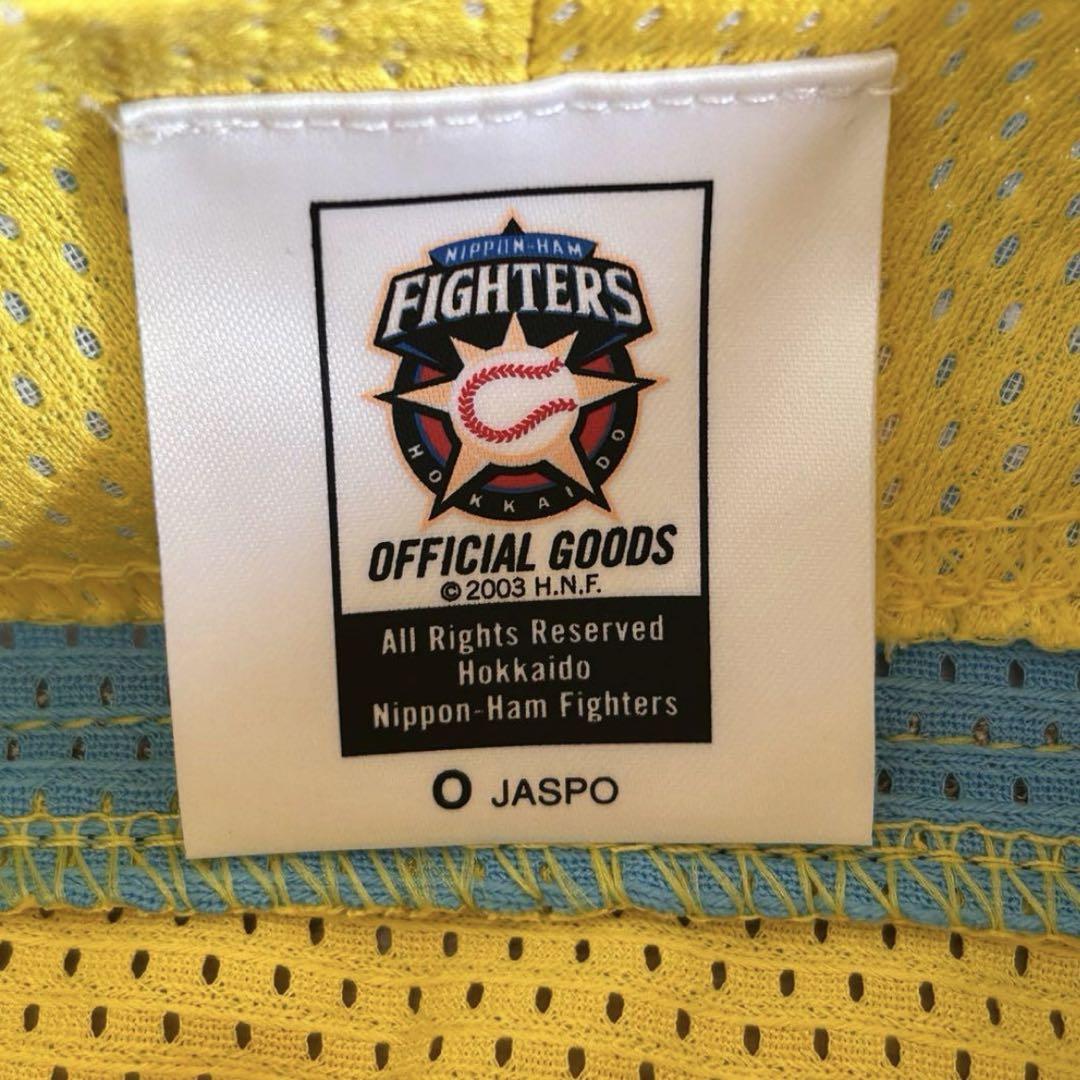 NIPPON-HAM
FIGHTERS
HOKKAIDO
OFFICIAL GOODS
© 2003 H.N.F.
All Rights Reserved
Hokkaido
Nippon-Ham Fighters
O JASPO